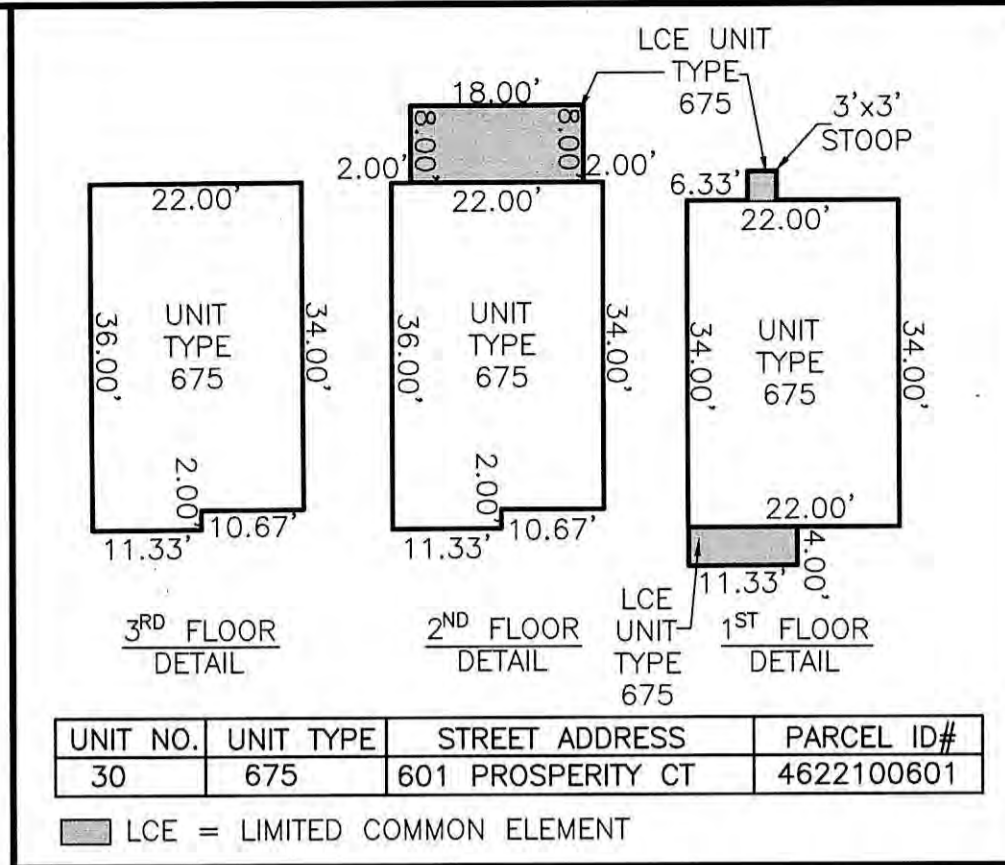 LCE UNIT
TYPE
675
3'x3'
STOOP
22.00'
36.00'
34.00'
UNIT
TYPE
675
2.00'
11.33'
10.67'
3RD FLOOR
DETAIL
18.00'
8.00'
8.00'
2.00'
2.00'
22.00'
36.00'
34.00'
UNIT
TYPE
675
2.00'
11.33'
10.67'
2ND FLOOR
DETAIL
6.33'
22.00'
34.00'
34.00'
UNIT
TYPE
675
22.00'
4.00'
11.33'
LCE
UNIT
TYPE
675
1ST FLOOR
DETAIL
UNIT NO. UNIT TYPE STREET ADDRESS PARCEL ID#
30 675 601 PROSPERITY CT 4622100601
LCE = LIMITED COMMON ELEMENT